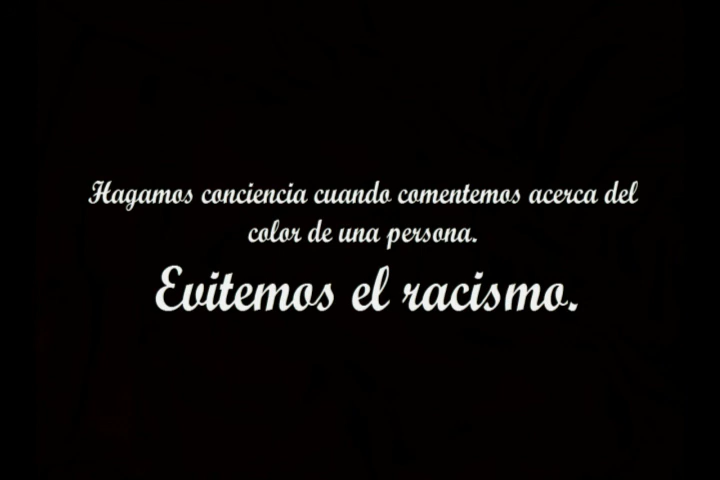 Hagamos conciencia cuando comentemos acerca del
color de una persona.
Evitemos el racismo.